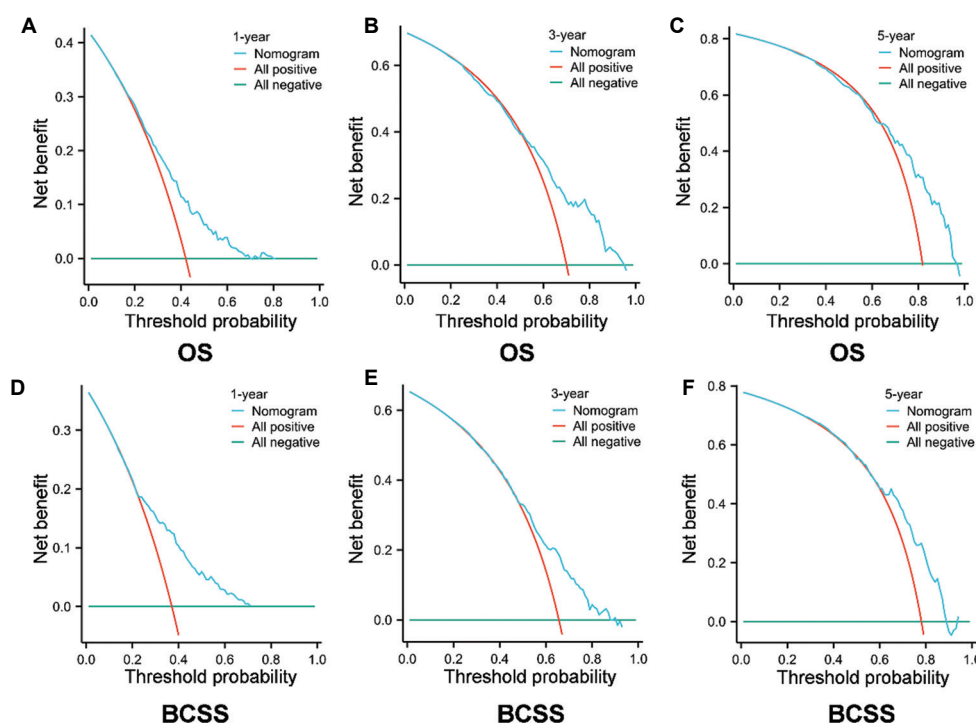 A
1-year
Nomogram
All positive
All negative
Net benefit
0.4
0.3
0.2
0.1
0.0
0.0 0.2 0.4 0.6 0.8 1.0
Threshold probability
OS
B
3-year
Nomogram
All positive
All negative
Net benefit
0.6
0.4
0.2
0.0
0.0 0.2 0.4 0.6 0.8 1.0
Threshold probability
OS
C
5-year
Nomogram
All positive
All negative
Net benefit
0.8
0.6
0.4
0.2
0.0
0.0 0.2 0.4 0.6 0.8 1.0
Threshold probability
OS
D
1-year
Nomogram
All positive
All negative
Net benefit
0.3
0.2
0.1
0.0
0.0 0.2 0.4 0.6 0.8 1.0
Threshold probability
BCSS
E
3-year
Nomogram
All positive
All negative
Net benefit
0.6
0.4
0.2
0.0
0.0 0.2 0.4 0.6 0.8 1.0
Threshold probability
BCSS
F
5-year
Nomogram
All positive
All negative
Net benefit
0.8
0.6
0.4
0.2
0.0
0.0 0.2 0.4 0.6 0.8 1.0
Threshold probability
BCSS